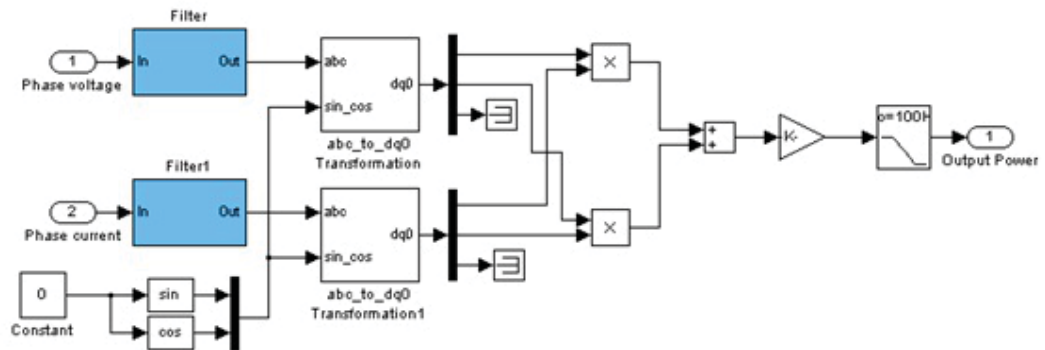 Filter
1
In
Out
Phase voltage
abc
sin_cos
dq0
abc_to_dq0
Transformation
×
+
+
K-
o=100H
1
Output Power
Filter1
2
In
Out
Phase current
abc
sin_cos
dq0
abc_to_dq0
Transformation1
×
0
Constant
sin
cos